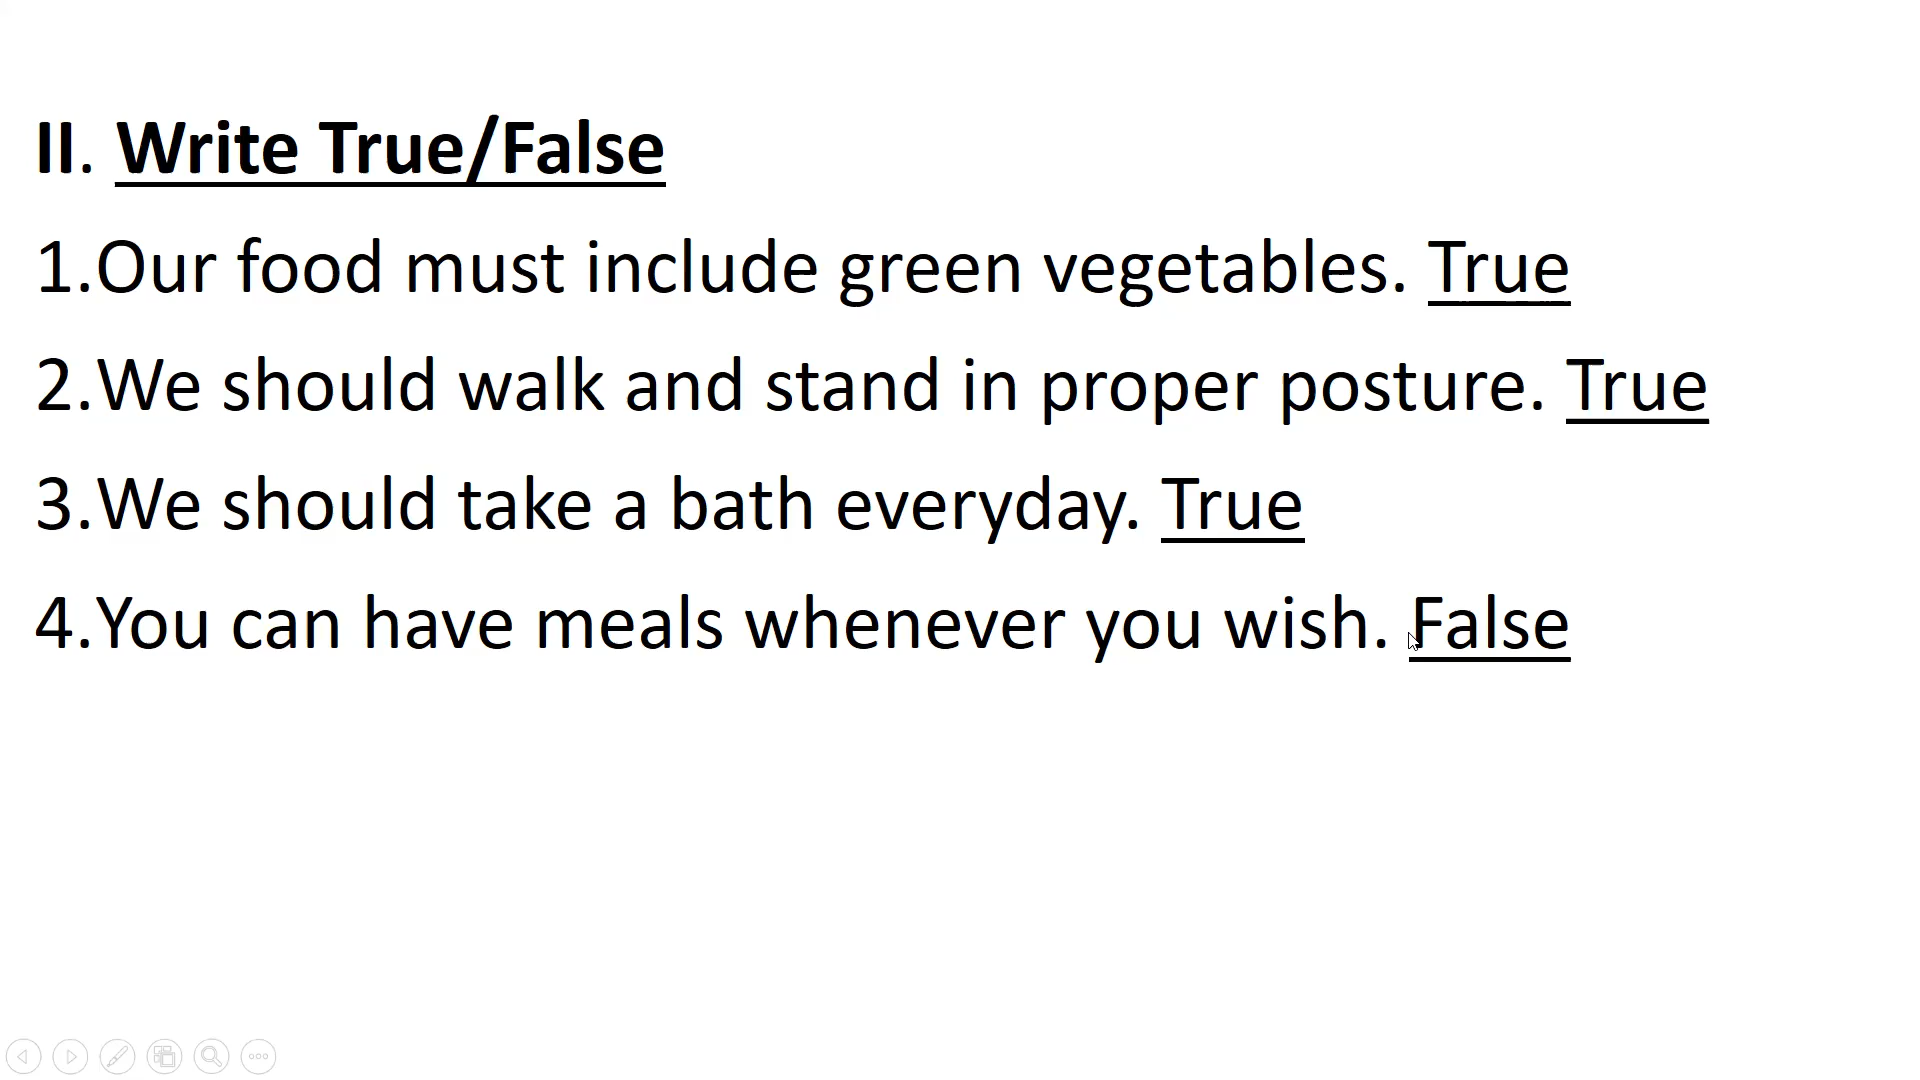 II. Write True/False
1.Our food must include green vegetables. True
2.We should walk and stand in proper posture. True
3.We should take a bath everyday. True
4.You can have meals whenever you wish. False